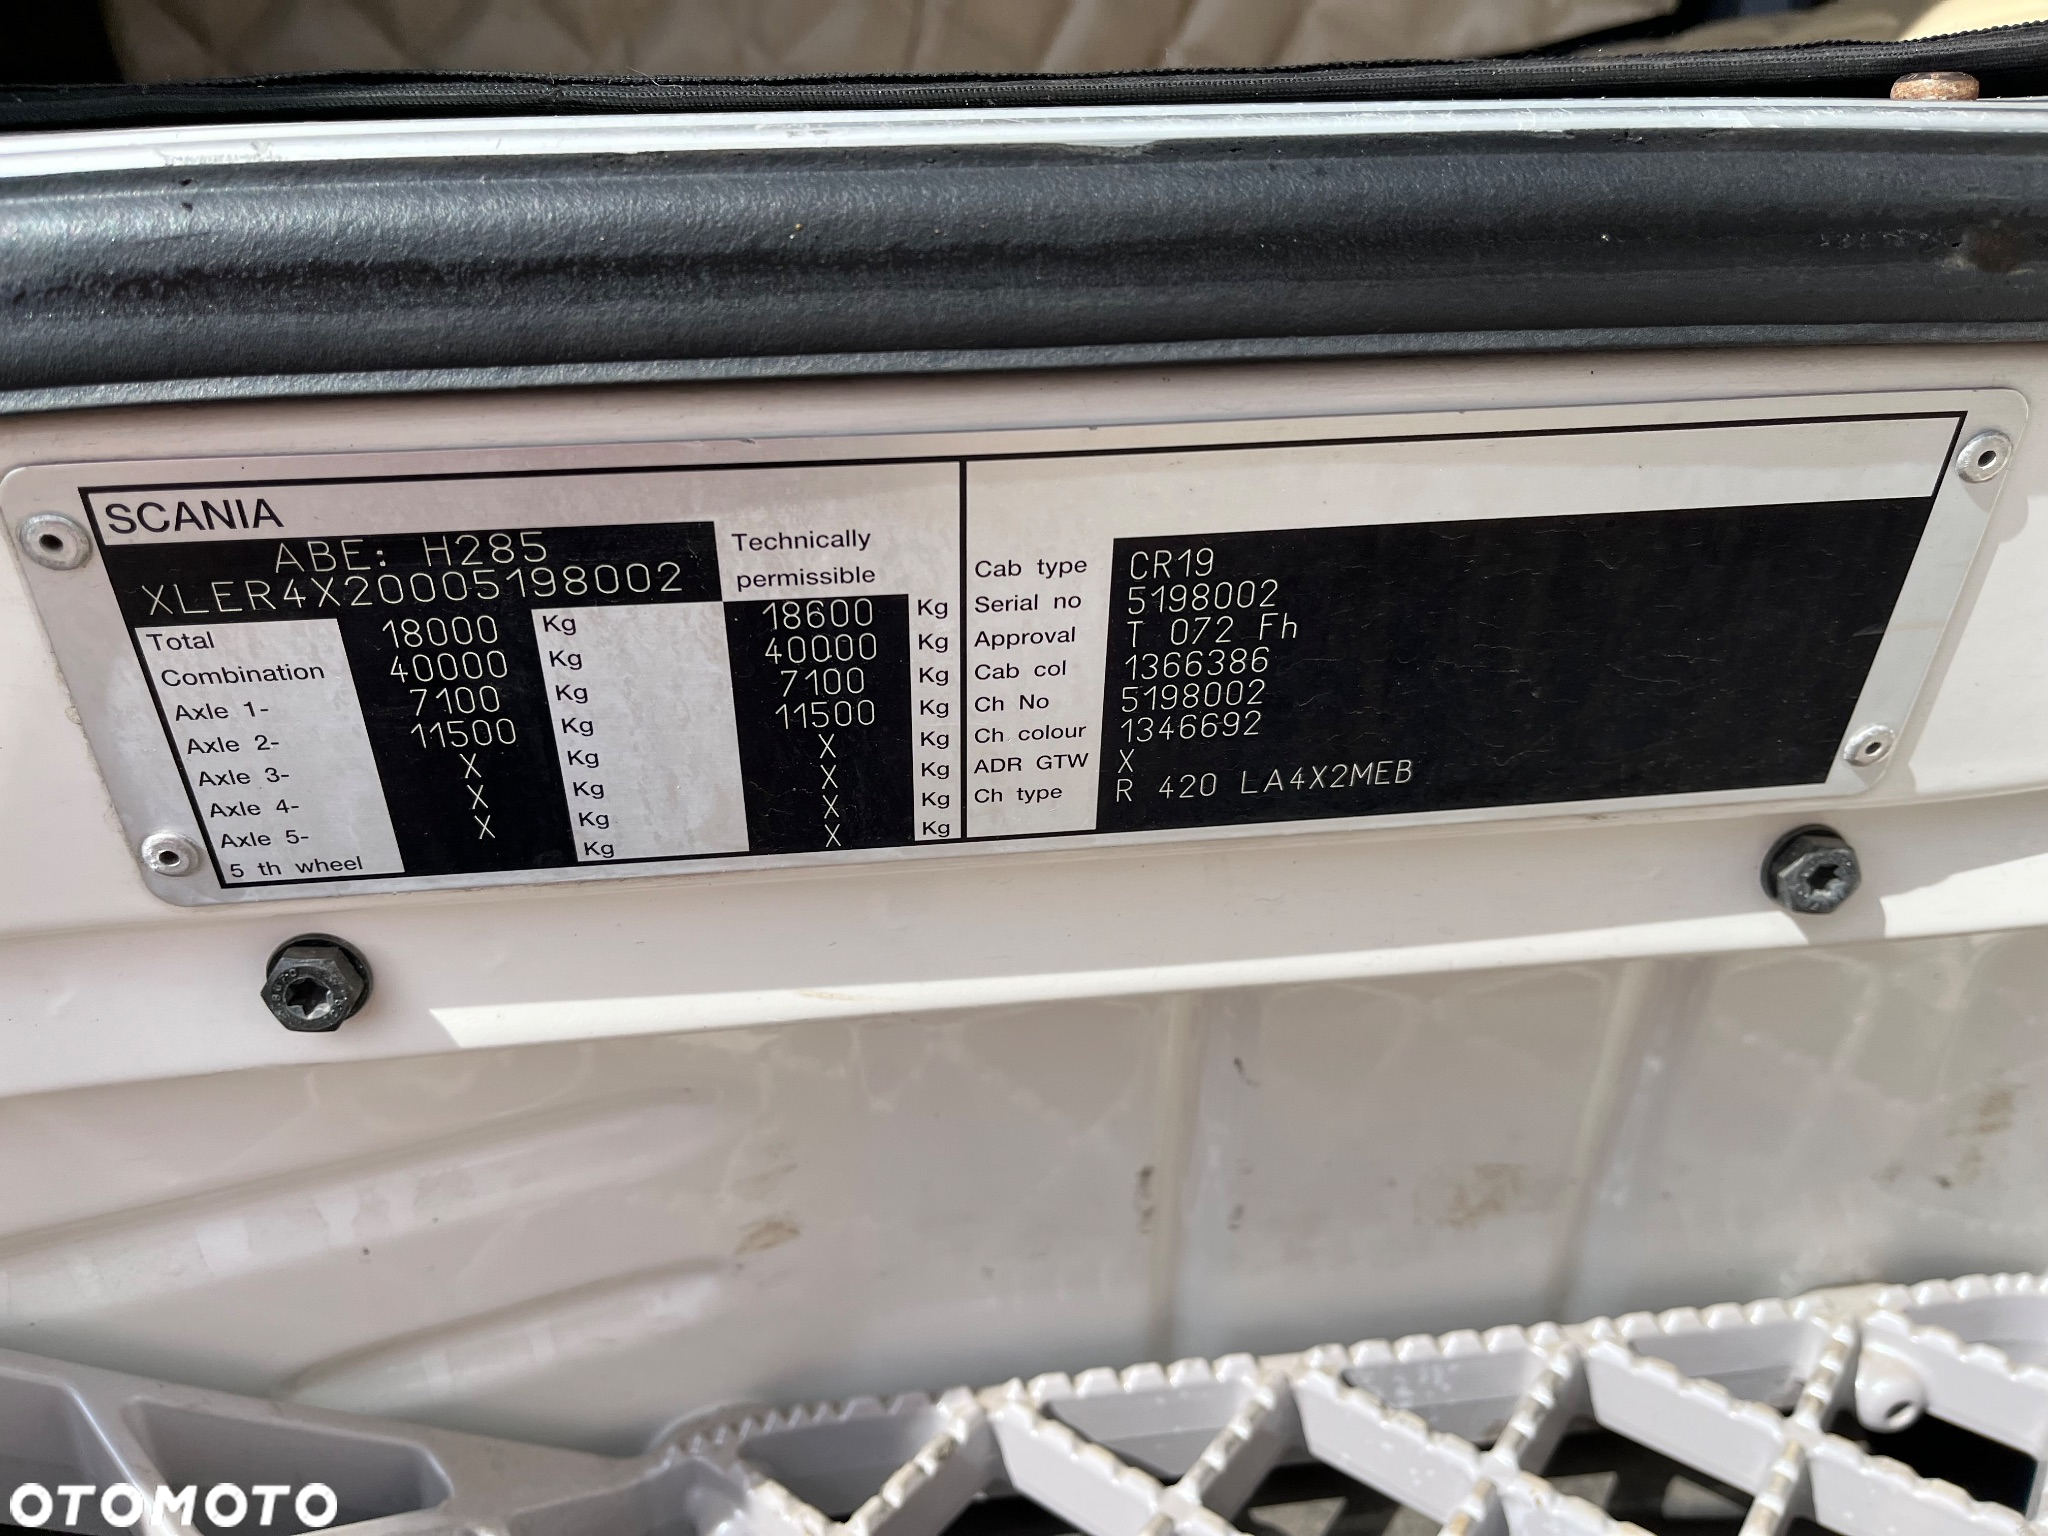 SCANIA
ABE: H285
XLER4X20005198002
Technically
permissible
Total 18000 Kg 18600 Kg
Combination 40000 Kg 40000 Kg
Axle 1- 7100 Kg 7100 Kg
Axle 2- 11500 Kg 11500 Kg
Axle 3- X Kg X Kg
Axle 4- X Kg X Kg
Axle 5- X Kg X Kg
5 th wheel Kg X Kg
Cab type CR19
Serial no 5198002
Approval T 072 Fh
Cab col 1366386
Ch No 5198002
Ch colour 1346692
ADR GTW X
Ch type R 420 LA4X2MEB
OTOMOTO